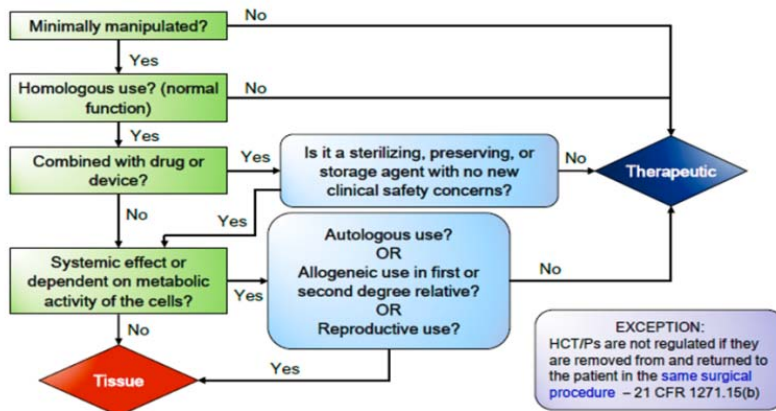 Minimally manipulated?
No
Yes
Homologous use? (normal
function)
No
Yes
Combined with drug or
device?
Yes
Is it a sterilizing, preserving, or
storage agent with no new
clinical safety concerns?
No
Therapeutic
No
Yes
Systemic effect or
dependent on metabolic
activity of the cells?
Yes
Autologous use?
OR
Allogeneic use in first or
second degree relative?
OR
Reproductive use?
No
No
Yes
Tissue
EXCEPTION:
HCT/Ps are not regulated if they
are removed from and returned to
the patient in the same surgical
procedure – 21 CFR 1271.15(b)